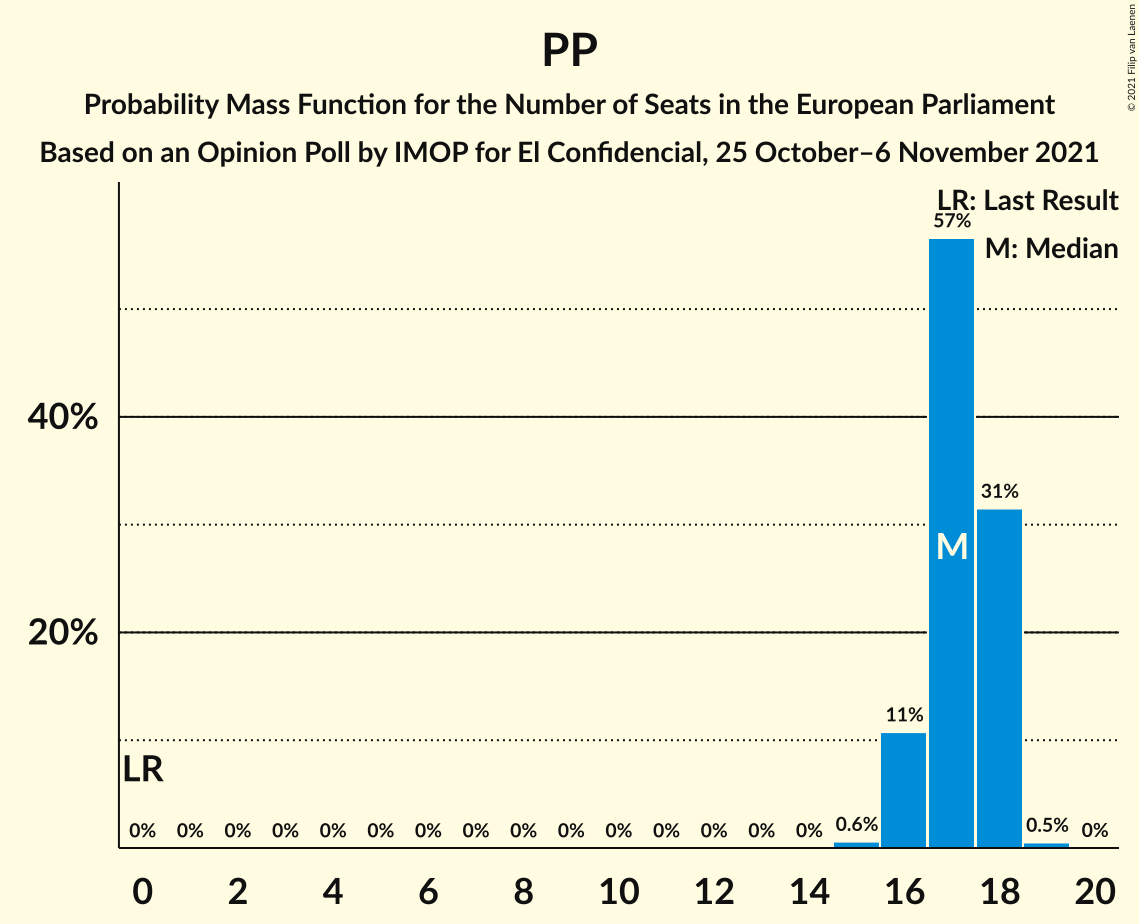 PP
Probability Mass Function for the Number of Seats in the European Parliament
Based on an Opinion Poll by IMOP for El Confidencial, 25 October–6 November 2021
© 2021 Filip van Laenen
LR: Last Result
M: Median
57%
40%
31%
M
20%
11%
LR
0% 0% 0% 0% 0% 0% 0% 0% 0% 0% 0% 0% 0% 0% 0% 0.6% 0.5% 0%
0 2 4 6 8 10 12 14 16 18 20